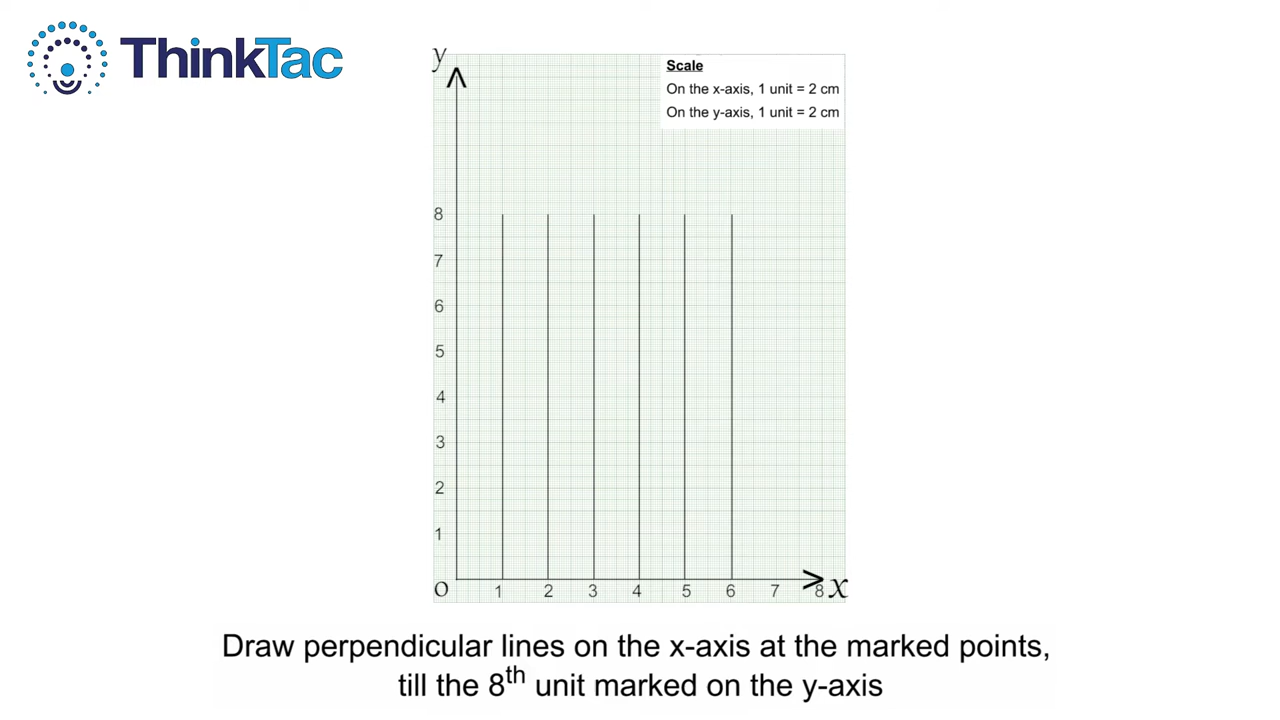 ThinkTac
y
Scale
On the x-axis, 1 unit = 2 cm
On the y-axis, 1 unit = 2 cm
8
7
6
5
4
3
2
1
O 1 2 3 4 5 6 7 8 x
Draw perpendicular lines on the x-axis at the marked points,
till the 8th unit marked on the y-axis